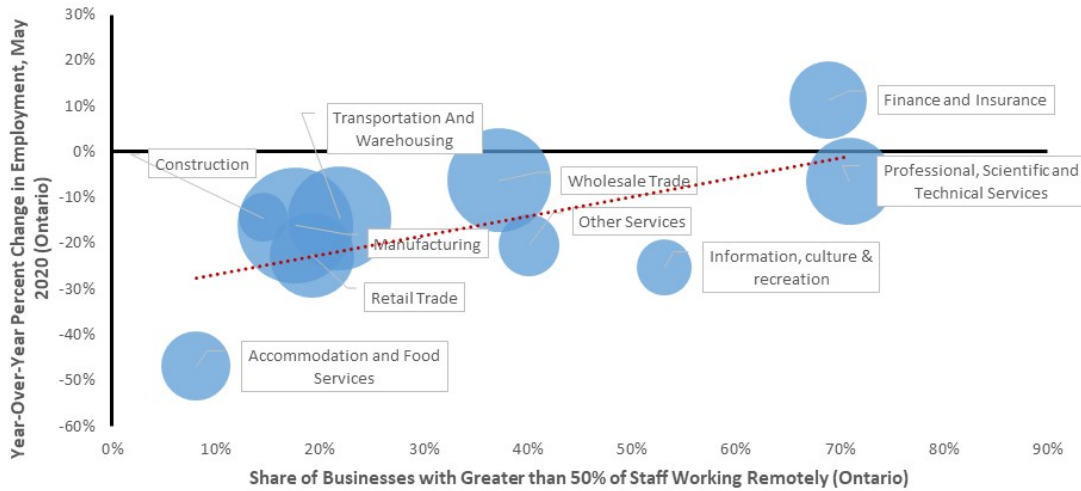 Year-Over-Year Percent Change in Employment, May
2020 (Ontario)
30%
20%
10%
0%
-10%
-20%
-30%
-40%
-50%
-60%
Transportation And
Warehousing
Construction
Manufacturing
Retail Trade
Accommodation and Food
Services
Wholesale Trade
Other Services
Information, culture &
recreation
Finance and Insurance
Professional, Scientific and
Technical Services
0%
10%
20%
30%
40%
50%
60%
70%
80%
90%
Share of Businesses with Greater than 50% of Staff Working Remotely (Ontario)